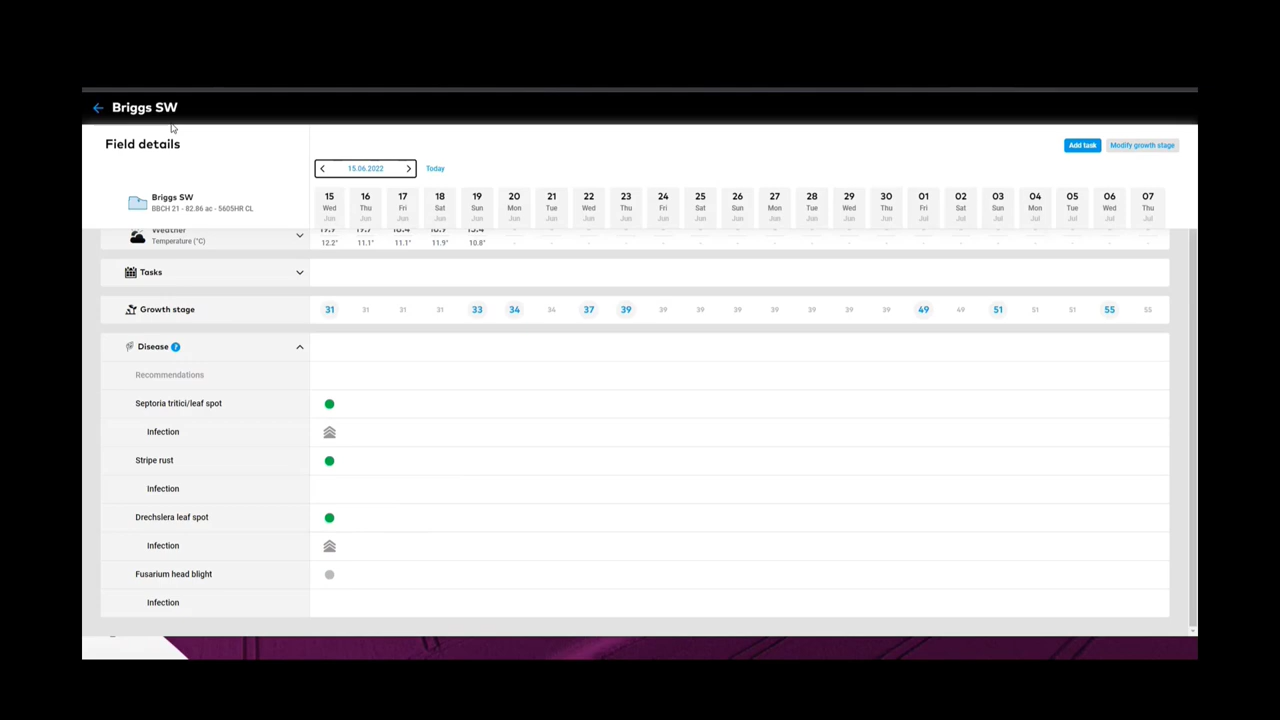 Briggs SW
Field details
Add task
Modify growth stage
15.06.2022
Today
Briggs SW
BBCH 21 - 82.86 ac - 5605HR CL
15 16 17 18 19 20 21 22 23 24 25 26 27 28 29 30 01 02 03 04 05 06 07
Wed Thu Fri Sat Sun Mon Tue Wed Thu Fri Sat Sun Mon Tue Wed Thu Fri Sat Sun Mon Tue Wed Thu
Jun Jun Jun Jun Jun Jun Jun Jun Jun Jun Jun Jun Jun Jun Jun Jun Jul Jul Jul Jul Jul Jul Jul
Weather
Temperature (°C) 12.2° 11.1° 11.1° 11.9° 10.8° - - - - - - - - - - - - - - - - - -
Tasks
Growth stage 31 31 31 31 33 34 34 37 39 39 39 39 39 39 39 39 49 49 51 51 51 55 55
Disease ?
Recommendations
Septoria tritici/leaf spot
Infection
Stripe rust
Infection
Drechslera leaf spot
Infection
Fusarium head blight
Infection